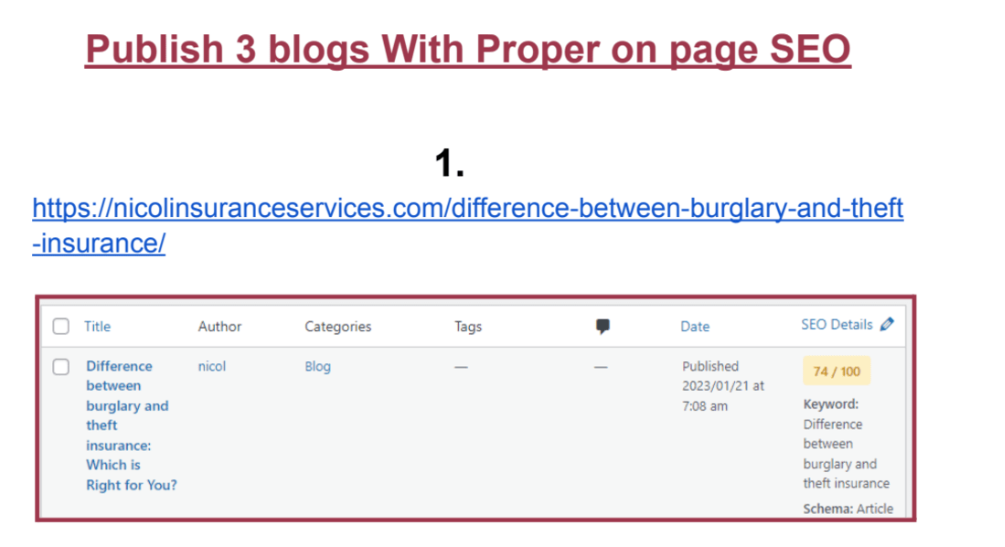 Publish 3 blogs With Proper on page SEO
1.
https://nicolinsuranceservices.com/difference-between-burglary-and-theft
-insurance/
Title Author Categories Tags Date SEO Details
Difference between burglary and theft insurance: Which is Right for You?
nicol
Blog
—
—
Published
2023/01/21 at
7:08 am
74 / 100
Keyword:
Difference
between
burglary and
theft insurance
Schema: Article